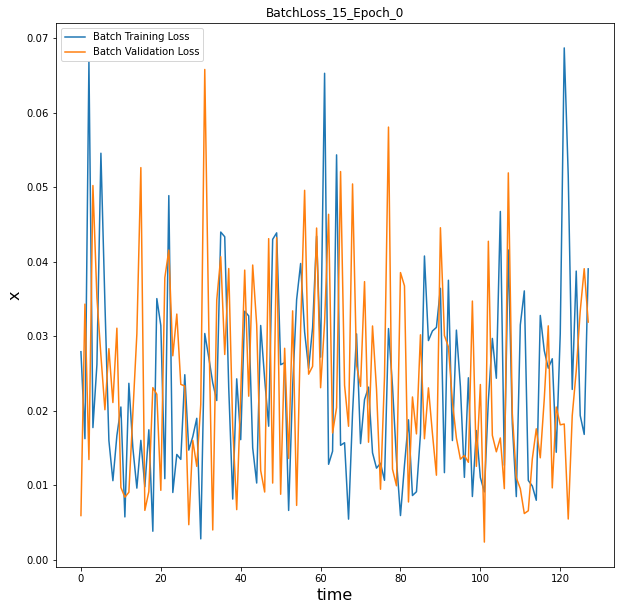 BatchLoss_15_Epoch_0
Batch Training Loss
Batch Validation Loss
0.07
0.06
0.05
0.04
0.03
0.02
0.01
0.00
x
0 20 40 60 80 100 120
time